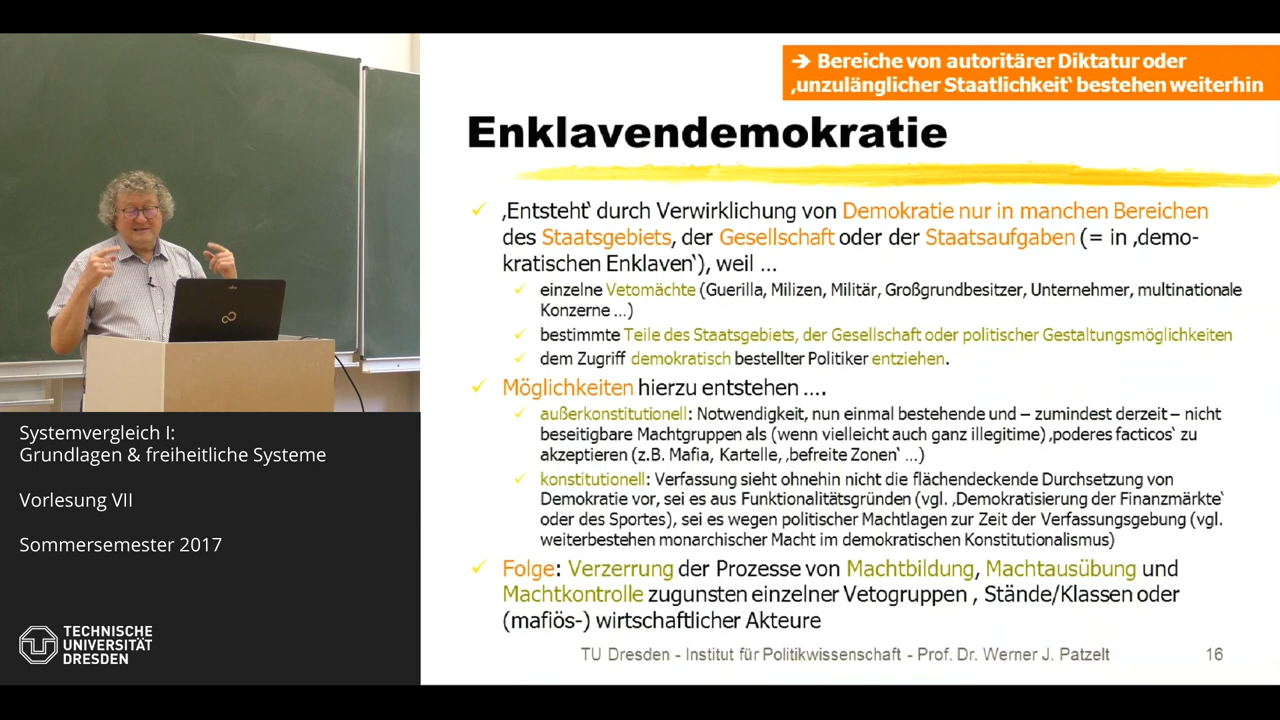 ➔ Bereiche von autoritärer Diktatur oder
‚unzulänglicher Staatlichkeit‘ bestehen weiterhin
Enklavendemokratie
‚Entsteht‘ durch Verwirklichung von Demokratie nur in manchen Bereichen
des Staatsgebiets, der Gesellschaft oder der Staatsaufgaben (= in ‚demo-
kratischen Enklaven‘), weil ...
einzelne Vetomächte (Guerilla, Milizen, Militär, Großgrundbesitzer, Unternehmer, multinationale
Konzerne ...)
bestimmte Teile des Staatsgebiets, der Gesellschaft oder politischer Gestaltungsmöglichkeiten
dem Zugriff demokratisch bestellter Politiker entziehen.
Möglichkeiten hierzu entstehen ....
außerkonstitutionell: Notwendigkeit, nun einmal bestehende und – zumindest derzeit – nicht
beseitigbare Machtgruppen als (wenn vielleicht auch ganz illegitime) ‚poderes facticos‘ zu
akzeptieren (z.B. Mafia, Kartelle, ‚befreite Zonen‘ ...)
konstitutionell: Verfassung sieht ohnehin nicht die flächendeckende Durchsetzung von
Demokratie vor, sei es aus Funktionalitätsgründen (vgl. ‚Demokratisierung der Finanzmärkte‘
oder des Sportes), sei es wegen politischer Machtlagen zur Zeit der Verfassungsgebung (vgl.
weiterbestehen monarchischer Macht im demokratischen Konstitutionalismus)
Folge: Verzerrung der Prozesse von Machtbildung, Machtausübung und
Machtkontrolle zugunsten einzelner Vetogruppen , Stände/Klassen oder
(mafiös-) wirtschaftlicher Akteure
TU Dresden - Institut für Politikwissenschaft - Prof. Dr. Werner J. Patzelt 16
Systemvergleich I:
Grundlagen & freiheitliche Systeme
Vorlesung VII
Sommersemester 2017
TECHNISCHE
UNIVERSITÄT
DRESDEN